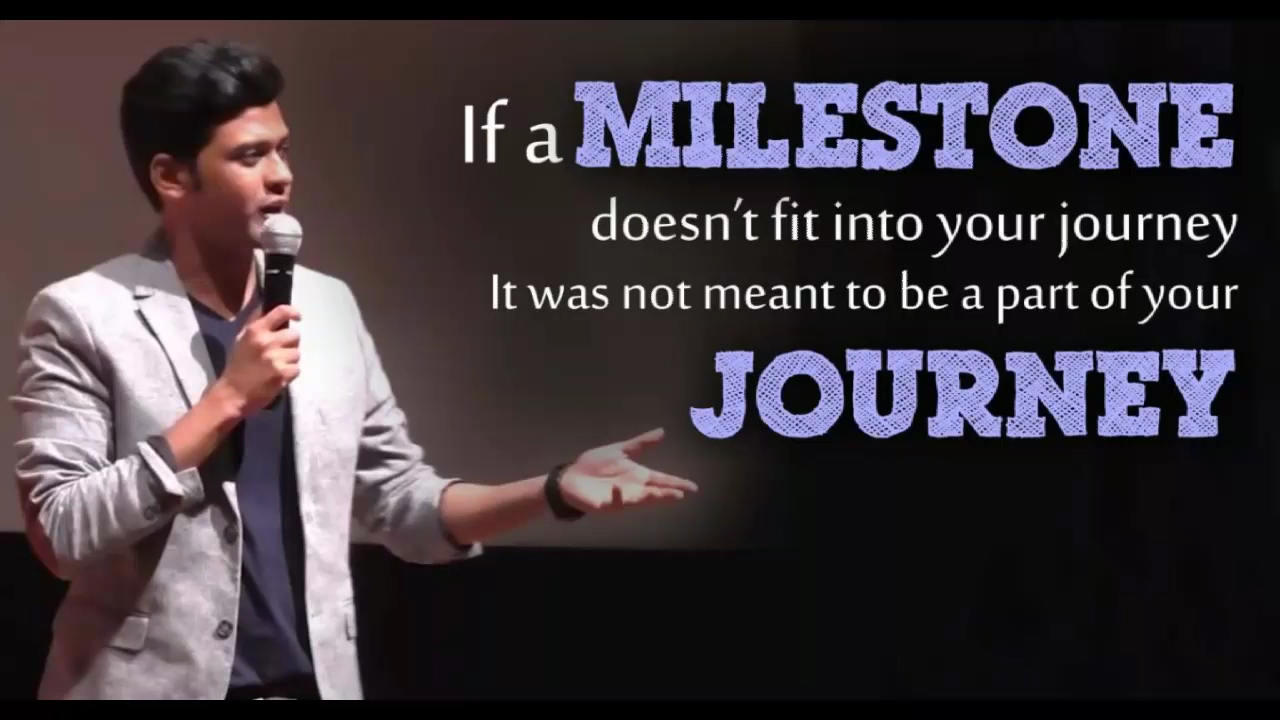 If a MILESTONE
doesn't fit into your journey
It was not meant to be a part of your
JOURNEY